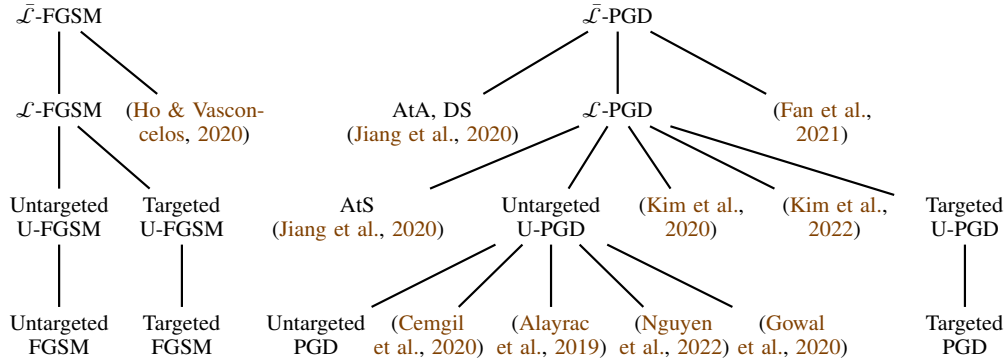 ℒ̄-FGSM
ℒ̄-PGD
ℒ-FGSM
(Ho & Vascon-
celos, 2020)
AtA, DS
(Jiang et al., 2020)
ℒ-PGD
(Fan et al.,
2021)
Untargeted
U-FGSM
Targeted
U-FGSM
AtS
(Jiang et al., 2020)
Untargeted
U-PGD
(Kim et al.,
2020)
(Kim et al.,
2022)
Targeted
U-PGD
Untargeted
FGSM
Targeted
FGSM
Untargeted
PGD
(Cemgil
et al., 2020)
(Alayrac
et al., 2019)
(Nguyen
et al., 2022)
(Gowal
et al., 2020)
Targeted
PGD